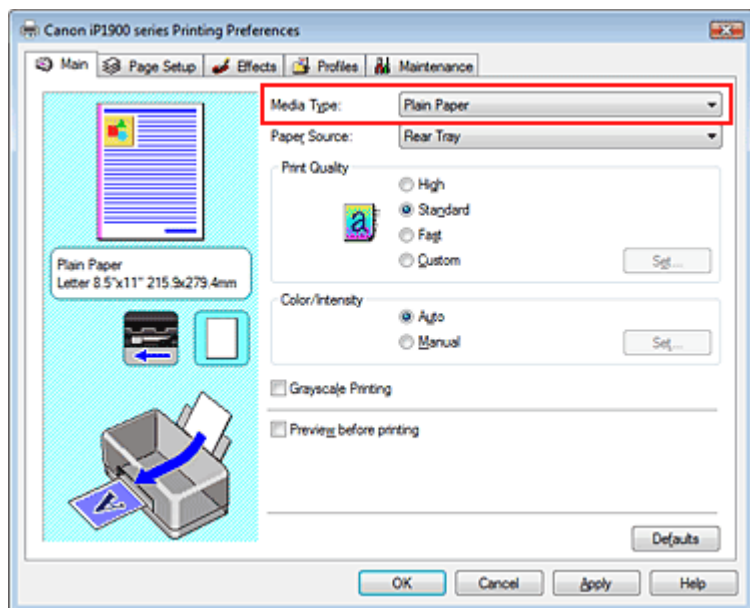 Canon iP1900 series Printing Preferences
Main Page Setup Effects Profiles Maintenance
Media Type: Plain Paper
Paper Source: Rear Tray
Print Quality
High
Standard
Fast
Custom Set...
Plain Paper
Letter 8.5"x11" 215.9x279.4mm
Color/Intensity
Auto
Manual Set...
Grayscale Printing
Preview before printing
Defaults
OK Cancel Apply Help